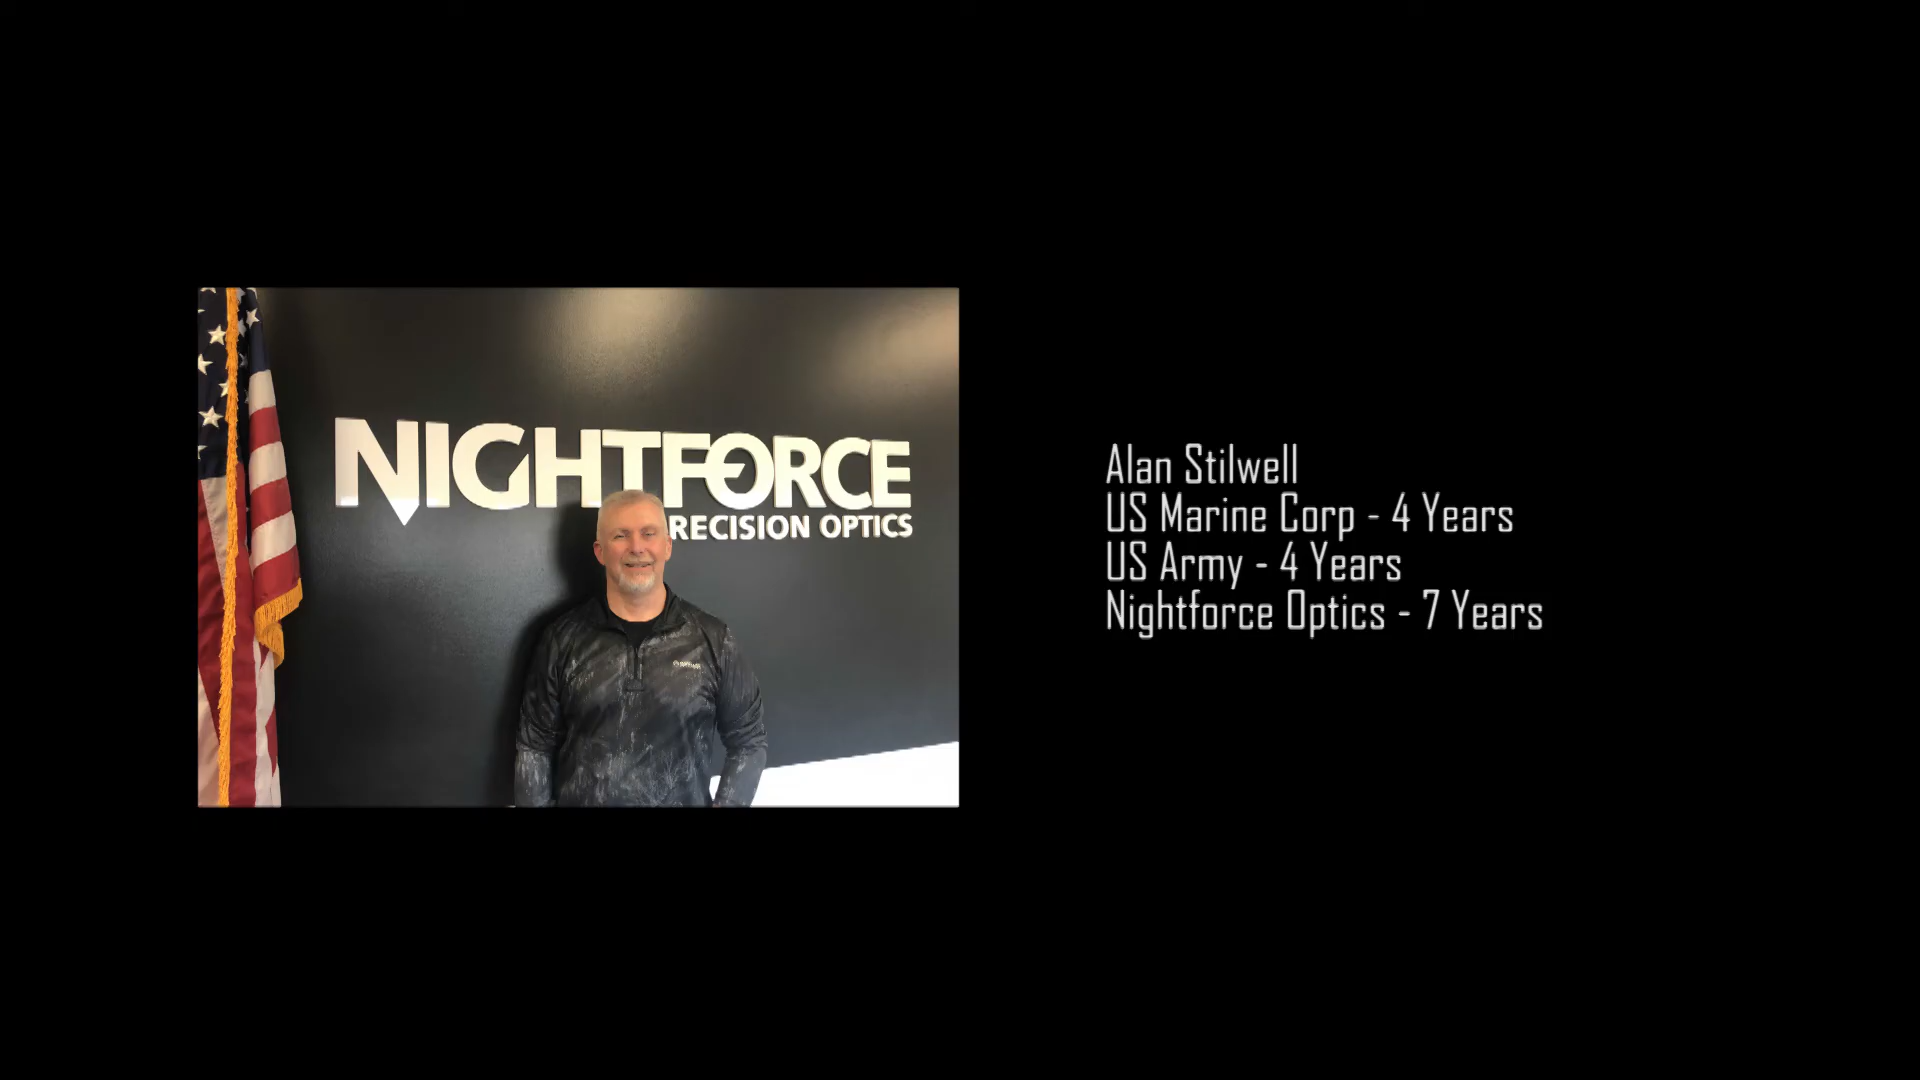 NIGHTFORCE
RECISION OPTICS
Alan Stilwell
US Marine Corp - 4 Years
US Army - 4 Years
Nightforce Optics - 7 Years